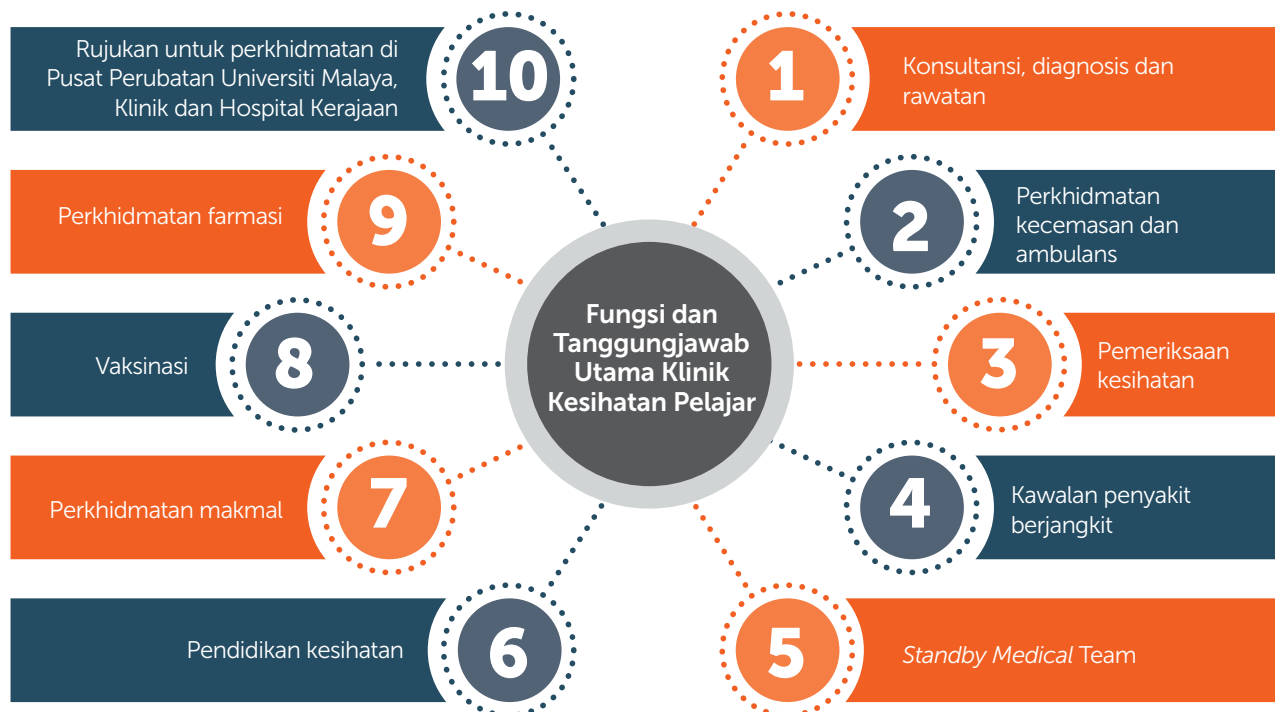 Fungsi dan
Tanggungjawab
Utama Klinik
Kesihatan Pelajar
1
Konsultansi, diagnosis dan
rawatan
2
Perkhidmatan
kecemasan dan
ambulans
3
Pemeriksaan
kesihatan
4
Kawalan penyakit
berjangkit
5
Standby Medical Team
6
Pendidikan kesihatan
7
Perkhidmatan makmal
8
Vaksinasi
9
Perkhidmatan farmasi
10
Rujukan untuk perkhidmatan di
Pusat Perubatan Universiti Malaya,
Klinik dan Hospital Kerajaan